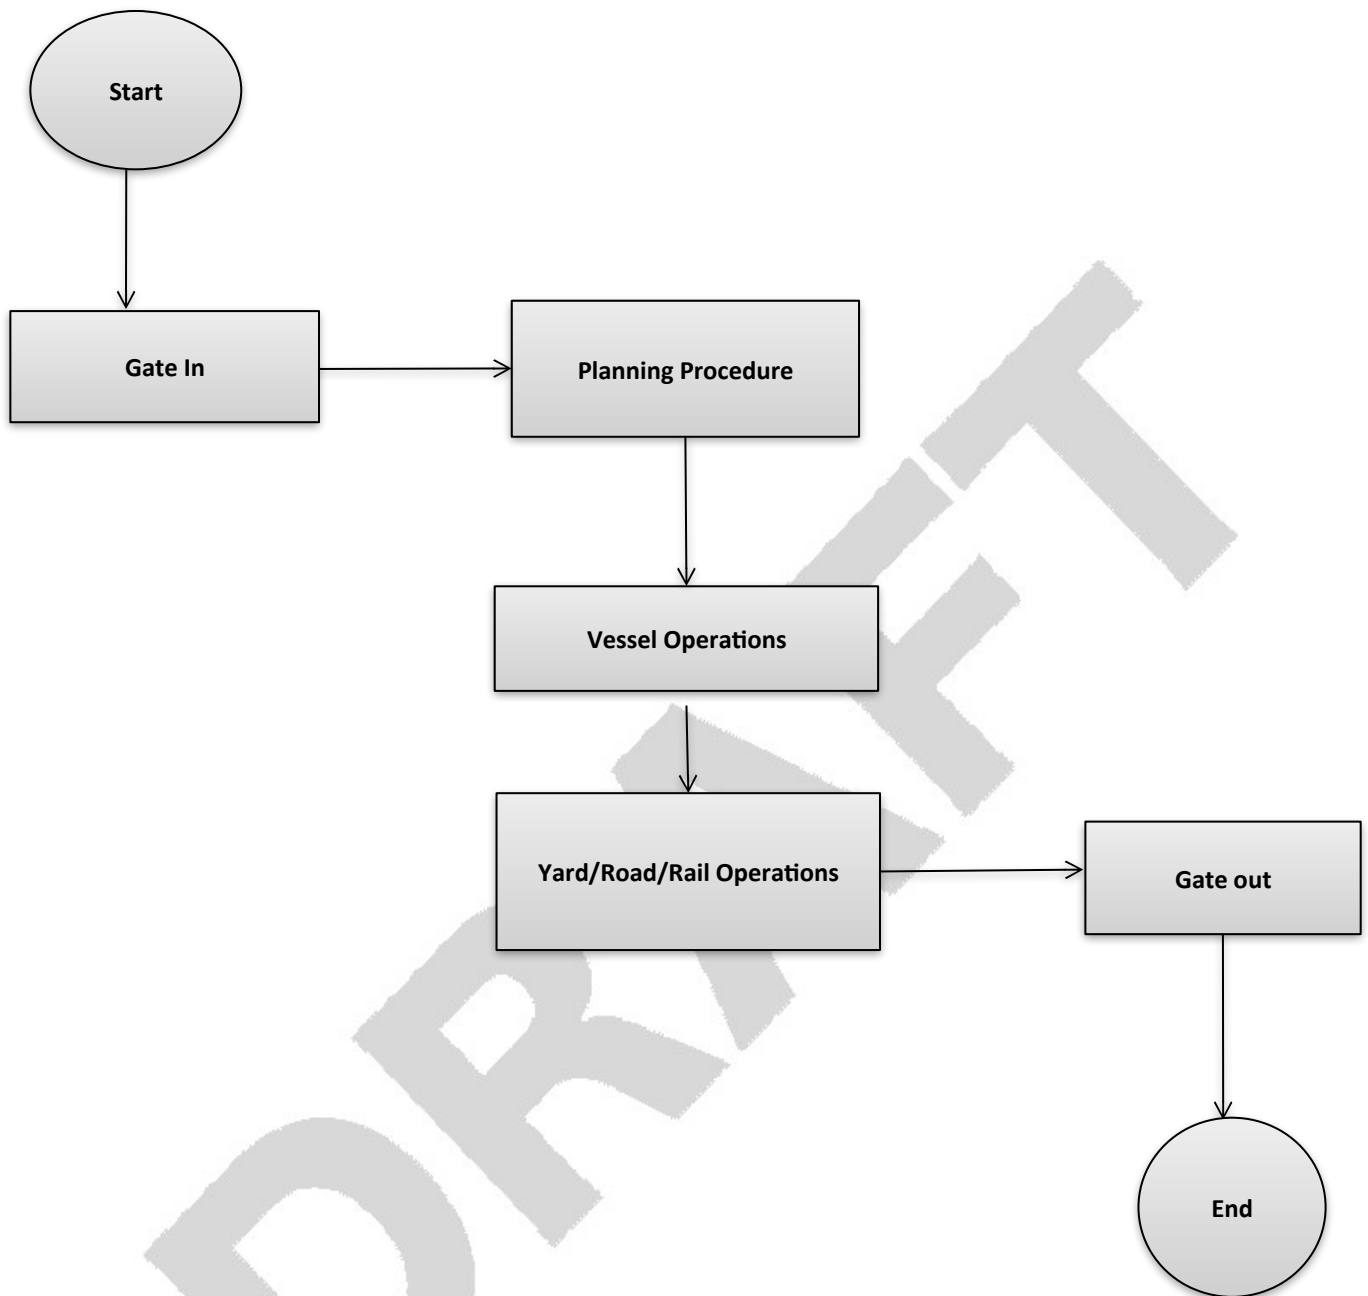 Start
Gate In
Planning Procedure
Vessel Operations
Yard/Road/Rail Operations
Gate out
End
DRAFT